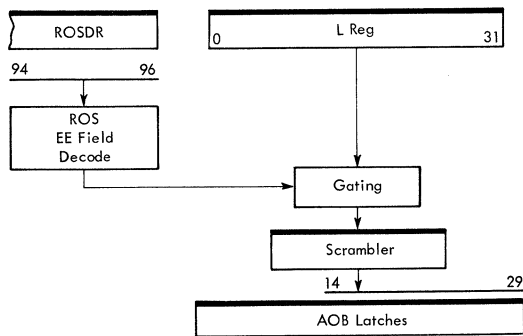 ROSDR
L Reg
0 31
94 96
ROS
EE Field
Decode
Gating
Scrambler
14 29
AOB Latches